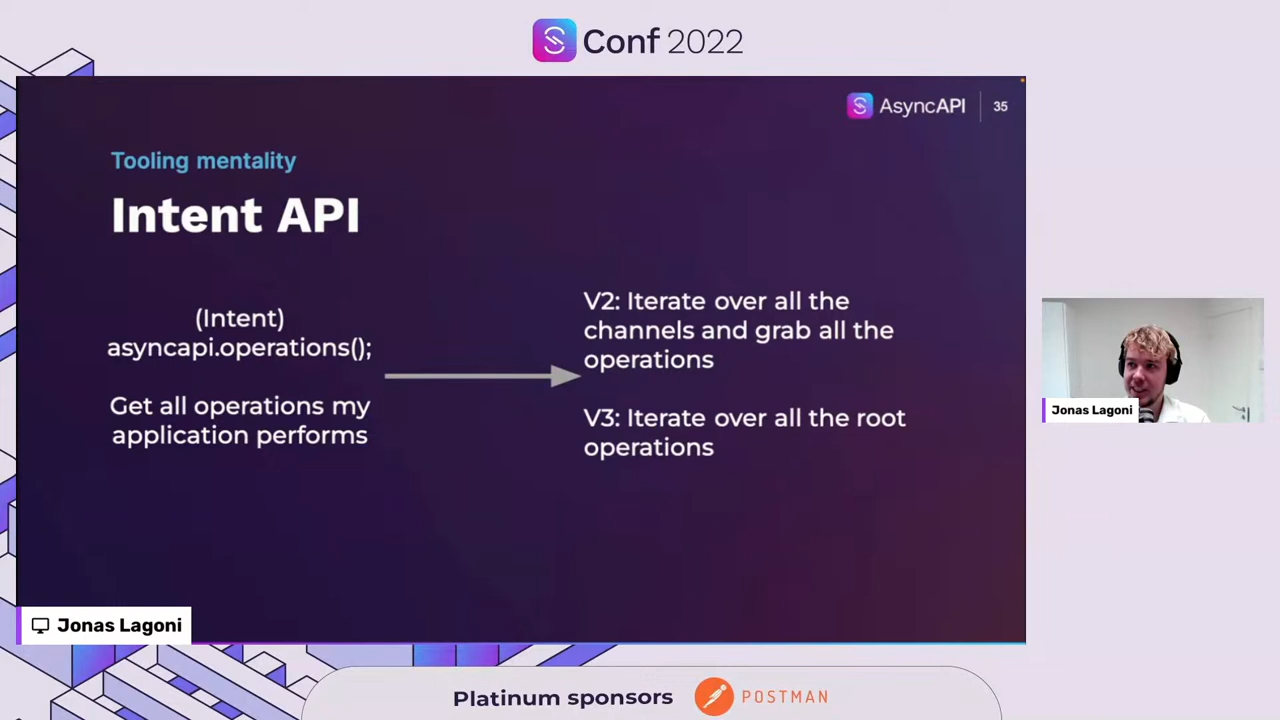 Conf 2022
AsyncAPI
35
Tooling mentality
Intent API
(Intent)
asyncapi.operations();
Get all operations my
application performs
V2: Iterate over all the
channels and grab all the
operations
V3: Iterate over all the root
operations
Jonas Lagoni
Jonas Lagoni
Platinum sponsors
POSTMAN